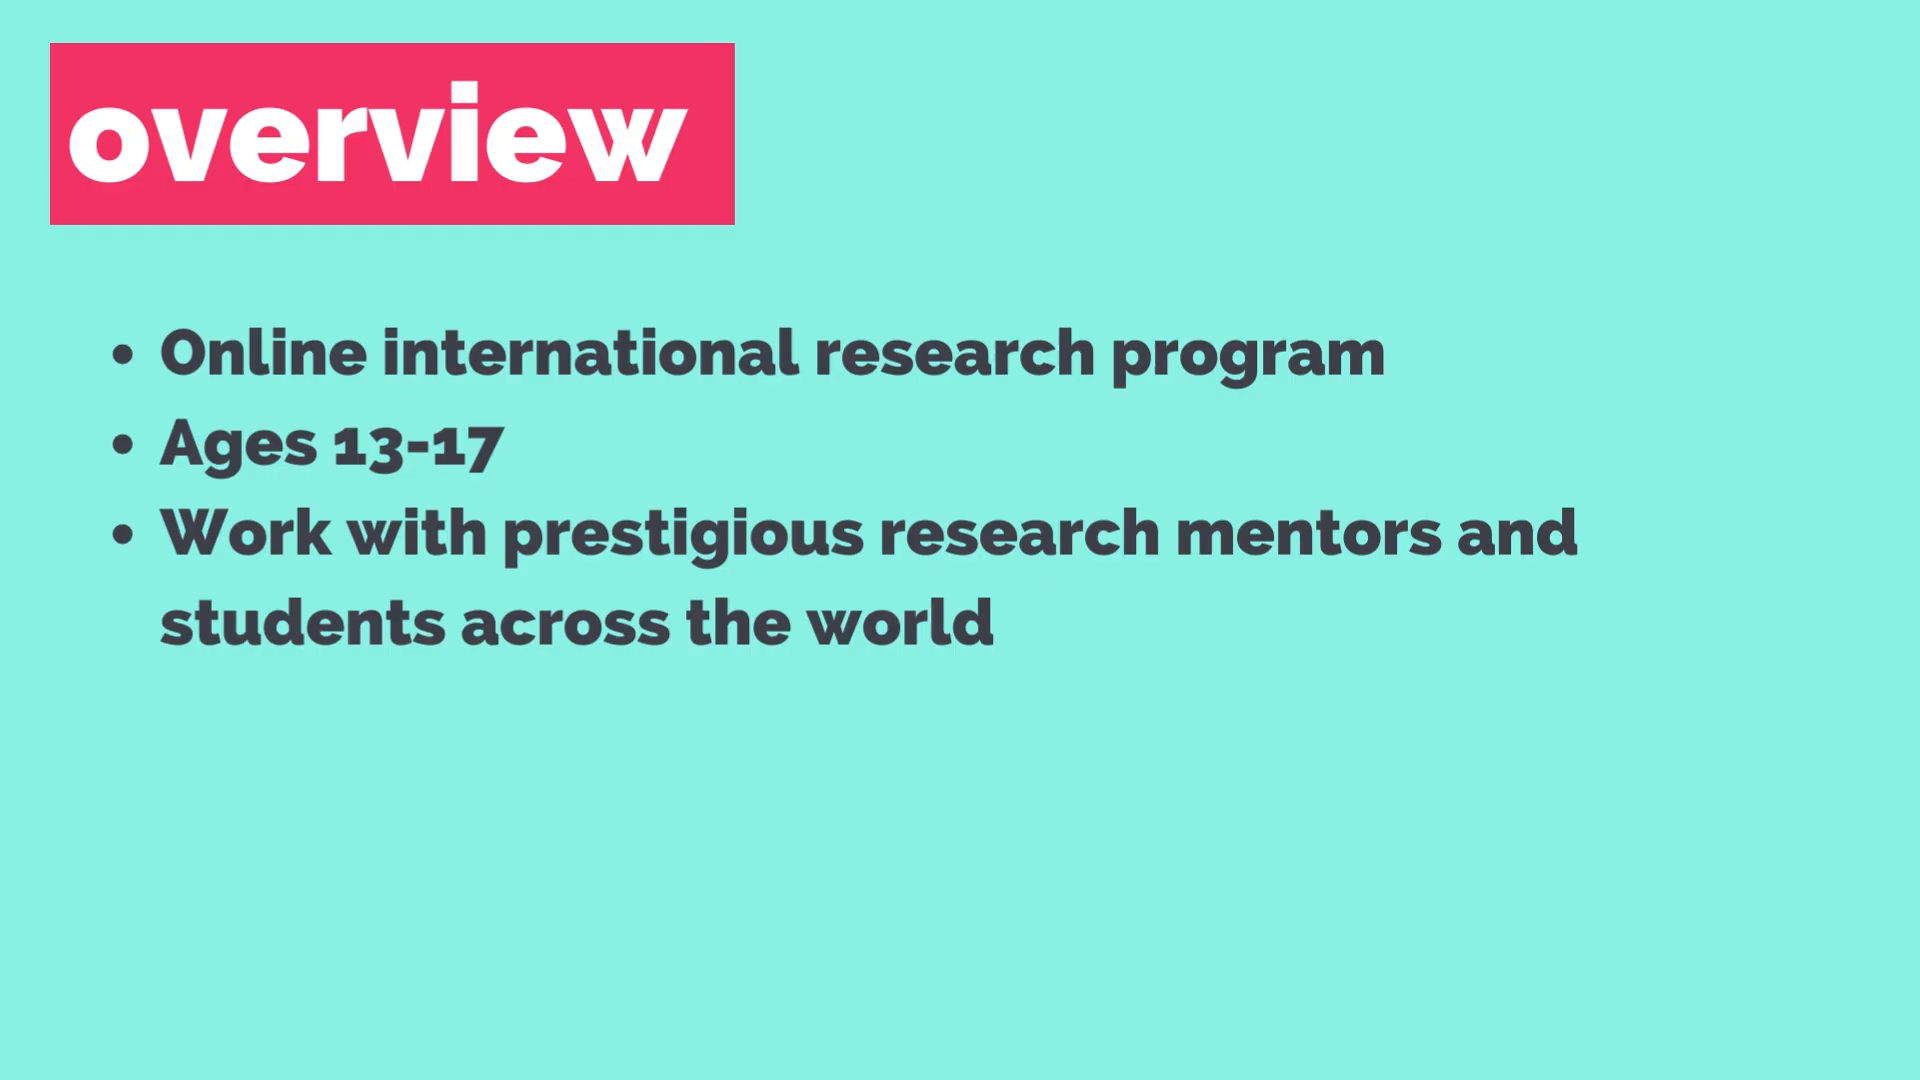 overview
• Online international research program
• Ages 13-17
• Work with prestigious research mentors and
students across the world